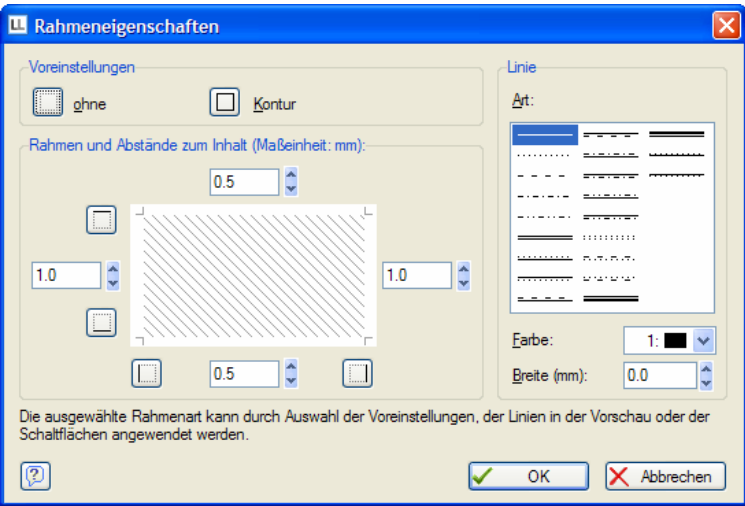 LL Rahmeneigenschaften
Voreinstellungen
ohne
Kontur
Rahmen und Abstände zum Inhalt (Maßeinheit: mm):
0.5
1.0
1.0
0.5
Linie
Art:
Farbe:
1:
Breite (mm):
0.0
Die ausgewählte Rahmenart kann durch Auswahl der Voreinstellungen, der Linien in der Vorschau oder der
Schaltflächen angewendet werden.
?
OK
Abbrechen